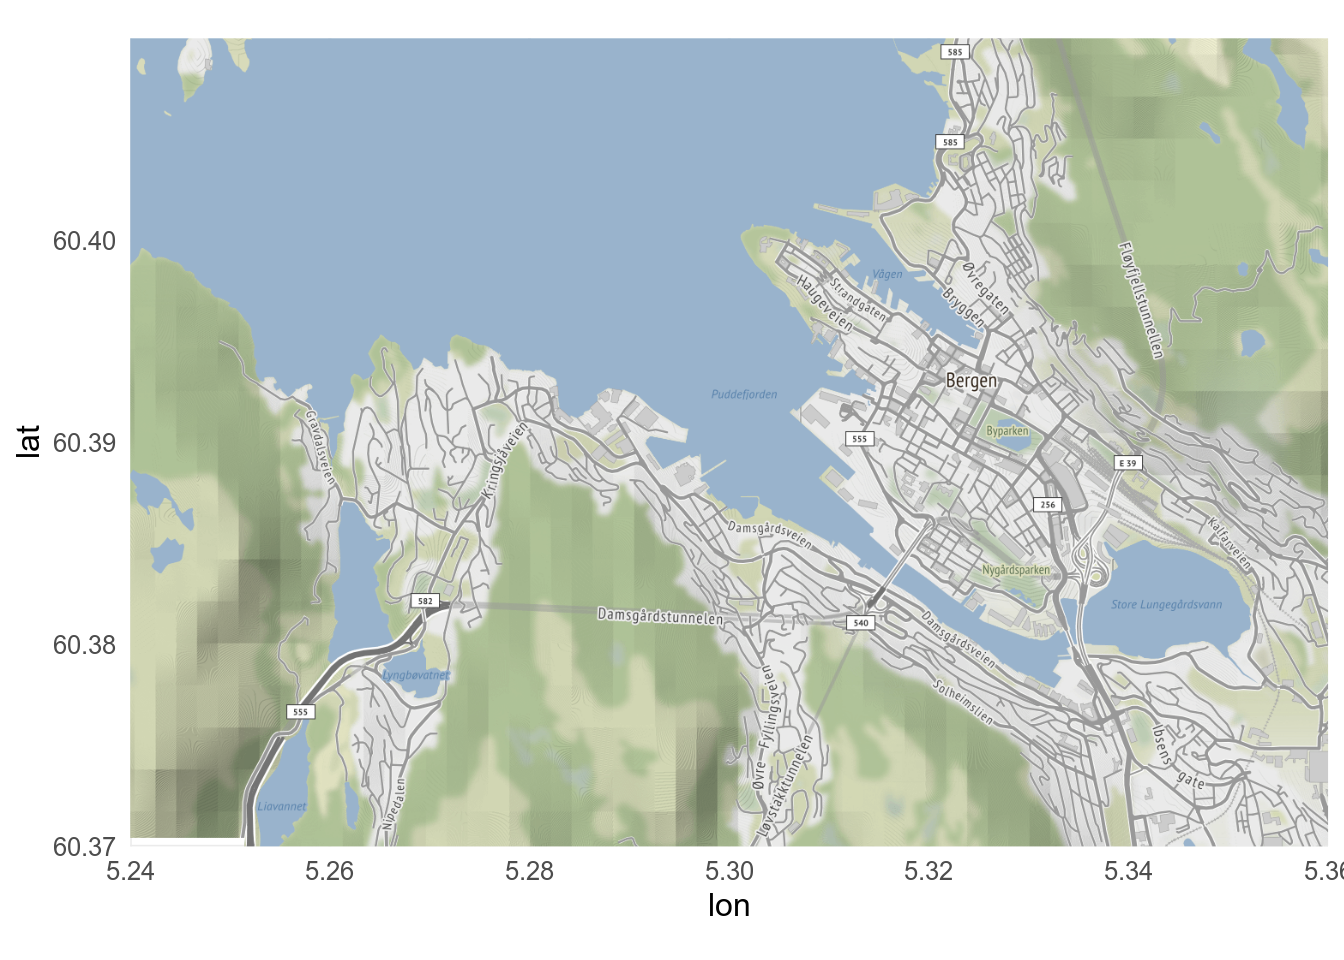 585
585
60.40
Vågen
Fløyfjellstunnellen
Øvregaten
Strandgaten
Haugeveien
Bryggen
Bergen
Puddefjorden
Gravdalsveien
Kringsjåveien
lat
60.39
555
Byparken
E 39
256
Damsgårdsveien
Kalfarveien
Nygårdsparken
582
Store Lungegårdsvann
Damsgårdstunnelen
540
Damsgårdsveien
60.38
Lyngbøvatnet
Solheimslien
Øvre Fyllingsveien
555
Løvstakktunnelen
Ibsens gate
Nipedalen
Liavannet
60.37
5.24
5.26
5.28
5.30
5.32
5.34
5.36
lon